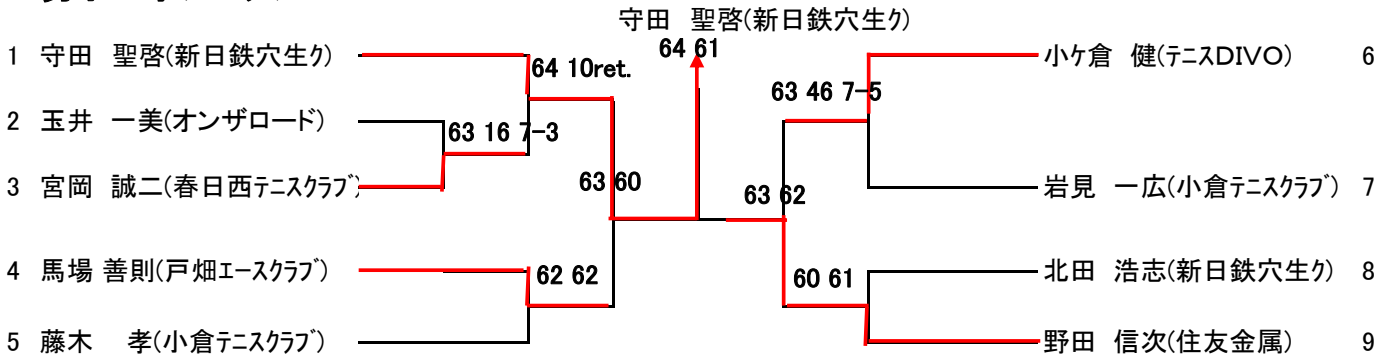 守田 聖啓(新日鉄穴生ク)
64 61
1 守田 聖啓(新日鉄穴生ク)
64 10ret.
2 玉井 一美(オンザロード)
63 16 7-3
3 宮岡 誠二(春日西テニスクラブ)
63 60
4 馬場 善則(戸畑エースクラブ)
62 62
5 藤木 孝(小倉テニスクラブ)
小ケ倉 健(テニスDIVO) 6
63 46 7-5
岩見 一広(小倉テニスクラブ) 7
63 62
北田 浩志(新日鉄穴生ク) 8
60 61
野田 信次(住友金属) 9